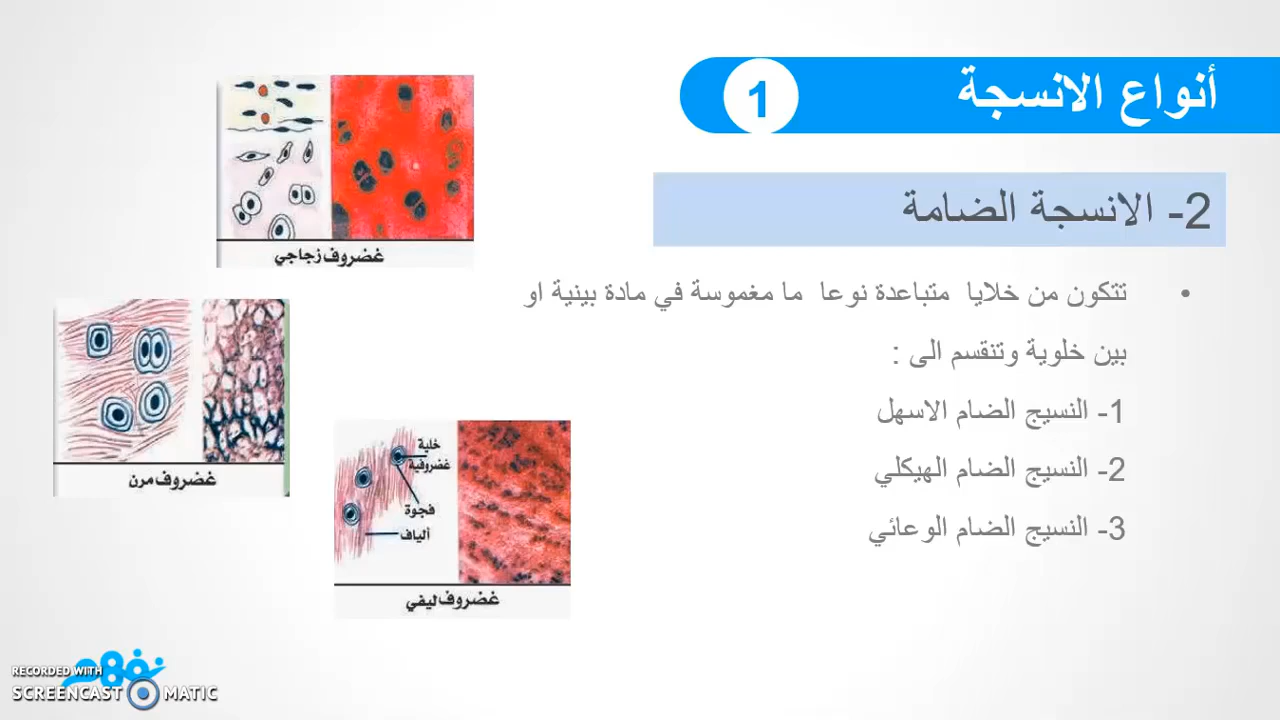 أنواع الانسجة
1
2- الانسجة الضامة
• تتكون من خلايا متباعدة نوعا ما مغموسة في مادة بينية او
بين خلوية وتنقسم الى :
1- النسيج الضام الاسهل
2- النسيج الضام الهيكلي
3- النسيج الضام الوعائي
غضروف زجاجي
غضروف مرن
خلية
غضروفية
فجوة
ألياف
غضروف ليفي
نفهم
RECORDED WITH
SCREENCAST MATIC